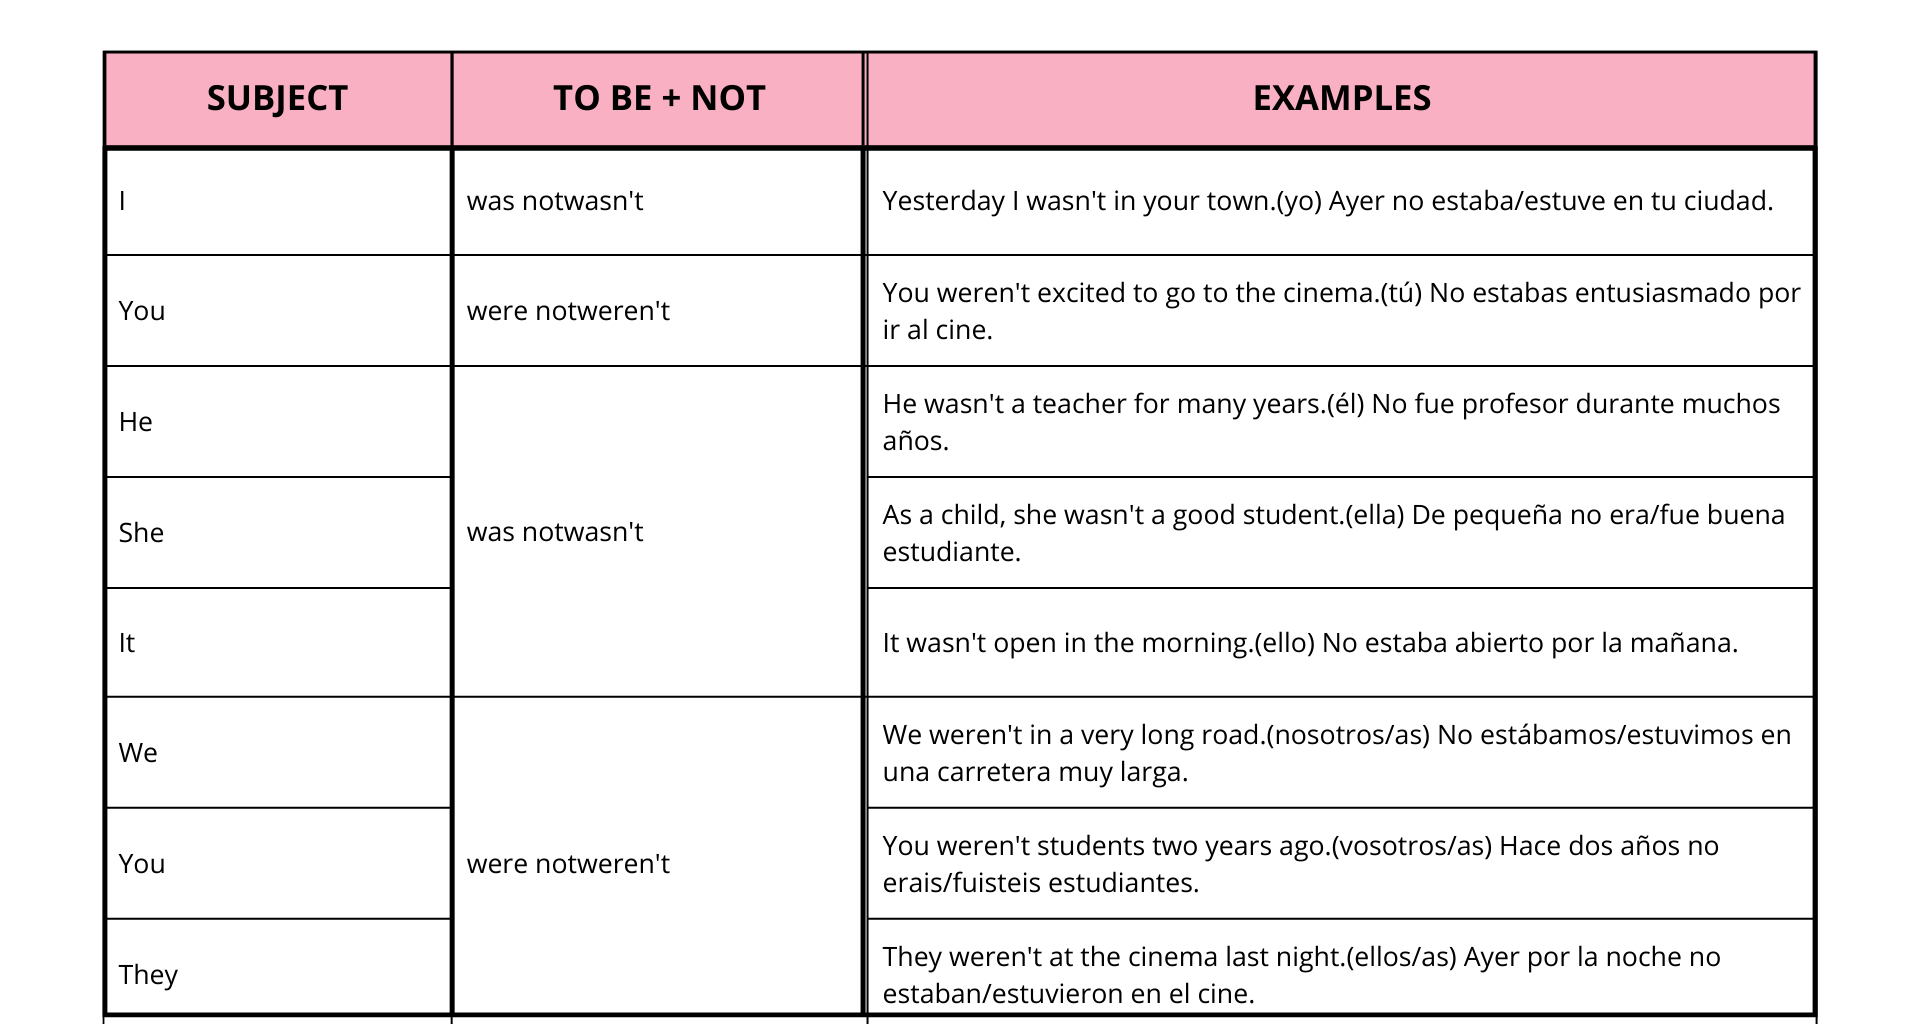 SUBJECT
TO BE + NOT
EXAMPLES
I
was notwasn't
Yesterday I wasn't in your town.(yo) Ayer no estaba/estuve en tu ciudad.
You
were notweren't
You weren't excited to go to the cinema.(tú) No estabas entusiasmado por
ir al cine.
He
was notwasn't
He wasn't a teacher for many years.(él) No fue profesor durante muchos
años.
She
As a child, she wasn't a good student.(ella) De pequeña no era/fue buena
estudiante.
It
It wasn't open in the morning.(ello) No estaba abierto por la mañana.
We
were notweren't
We weren't in a very long road.(nosotros/as) No estábamos/estuvimos en
una carretera muy larga.
You
You weren't students two years ago.(vosotros/as) Hace dos años no
erais/fuisteis estudiantes.
They
They weren't at the cinema last night.(ellos/as) Ayer por la noche no
estaban/estuvieron en el cine.